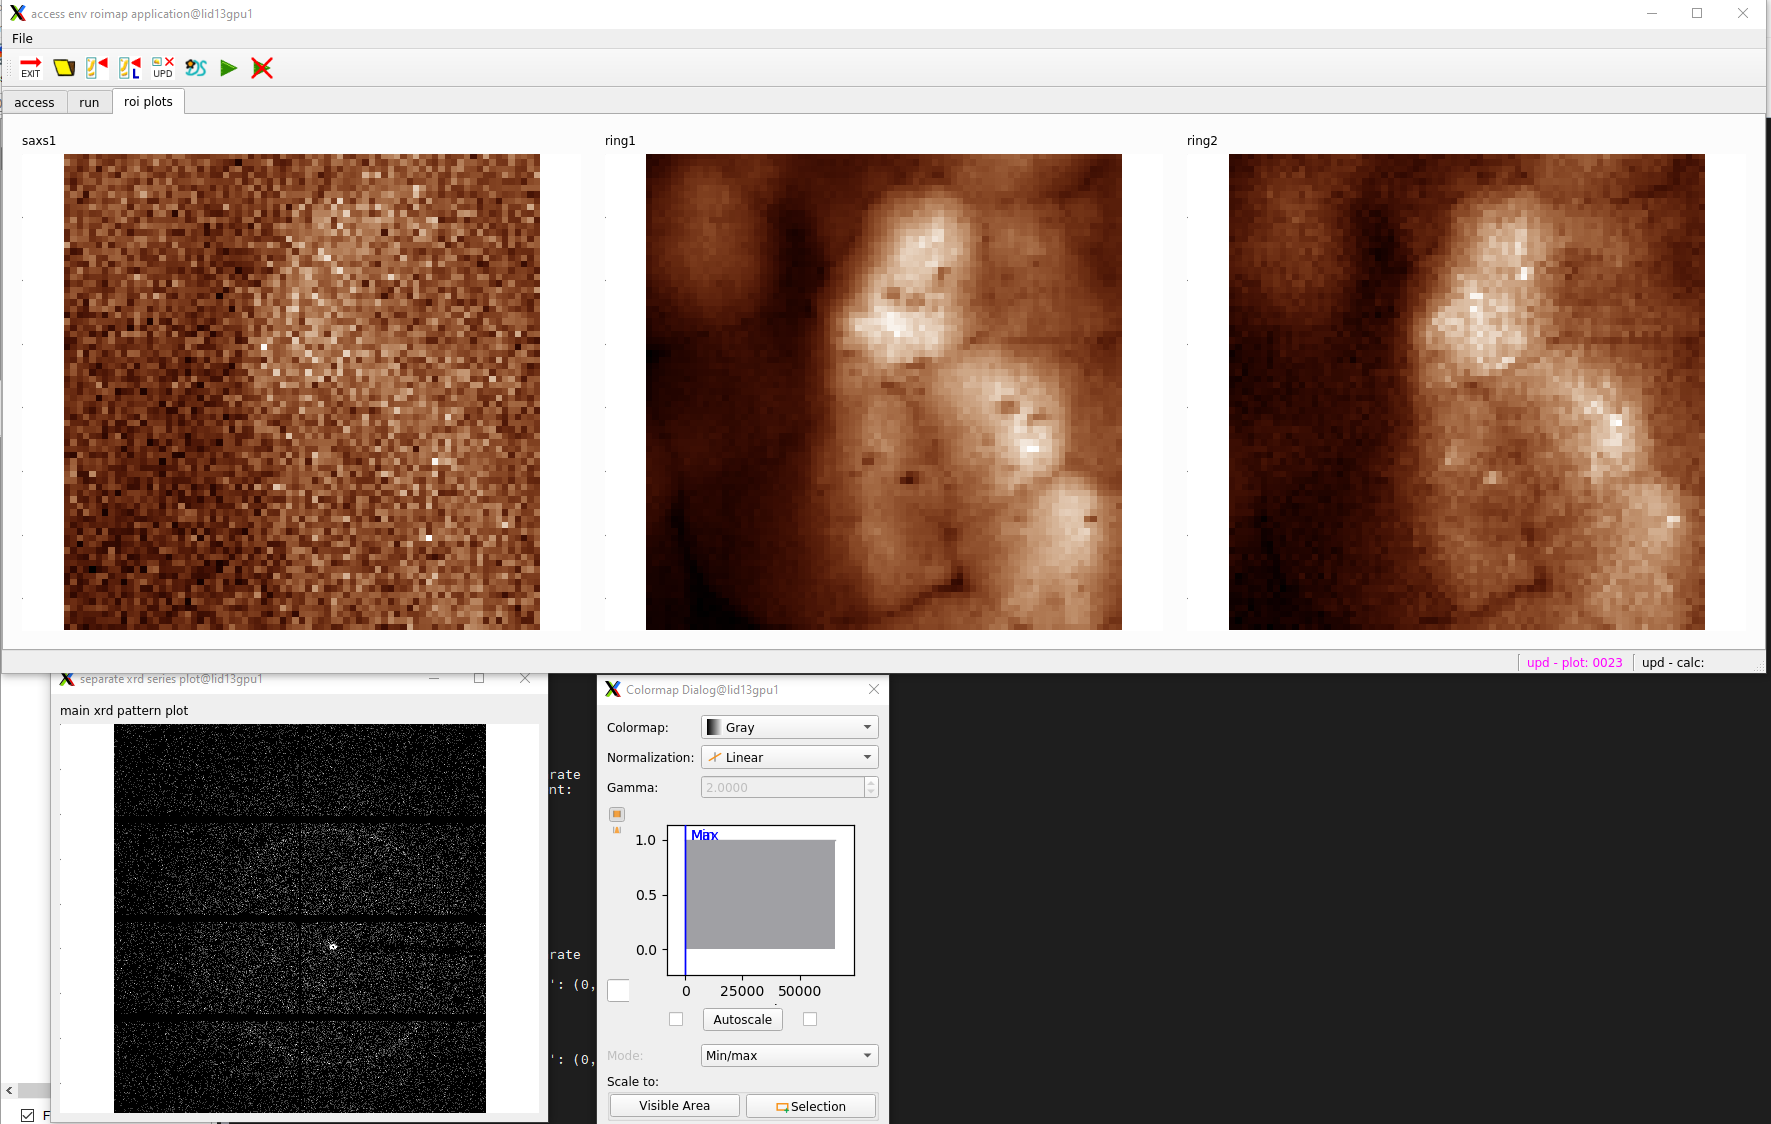 access env roimap application@lid13gpu1
File
EXIT
L
UPD
DS
access run roi plots
saxs1
ring1
ring2
upd - plot: 0023 upd - calc:
separate xrd series plot@lid13gpu1
main xrd pattern plot
rate
nt:
rate
': (0,
': (0,
F
Colormap Dialog@lid13gpu1
Colormap: Gray
Normalization: Linear
Gamma: 2.0000
Min
Max
1.0
0.5
0.0
0 25000 50000
Autoscale
Mode: Min/max
Scale to:
Visible Area Selection